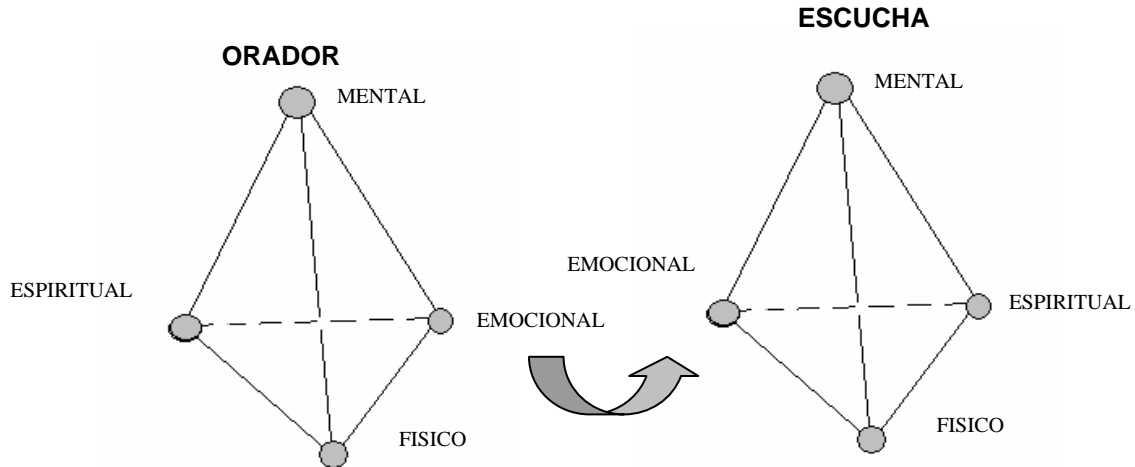 ORADOR
MENTAL
ESPIRITUAL
EMOCIONAL
FISICO
ESCUCHA
MENTAL
EMOCIONAL
ESPIRITUAL
FISICO